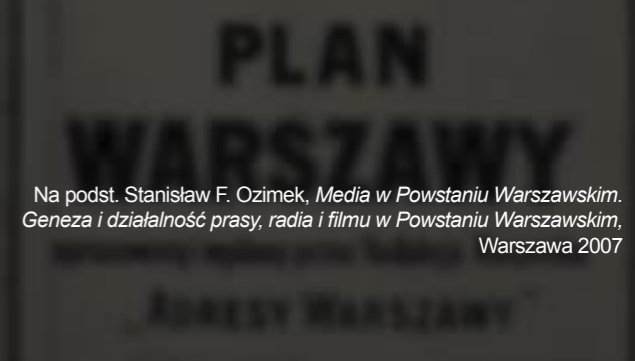 PLAN
WARSZAWY
Na podst. Stanisław F. Ozimek, Media w Powstaniu Warszawskim.
Geneza i działalność prasy, radia i filmu w Powstaniu Warszawskim,
Warszawa 2007
„ADRESY WARSZAWY"